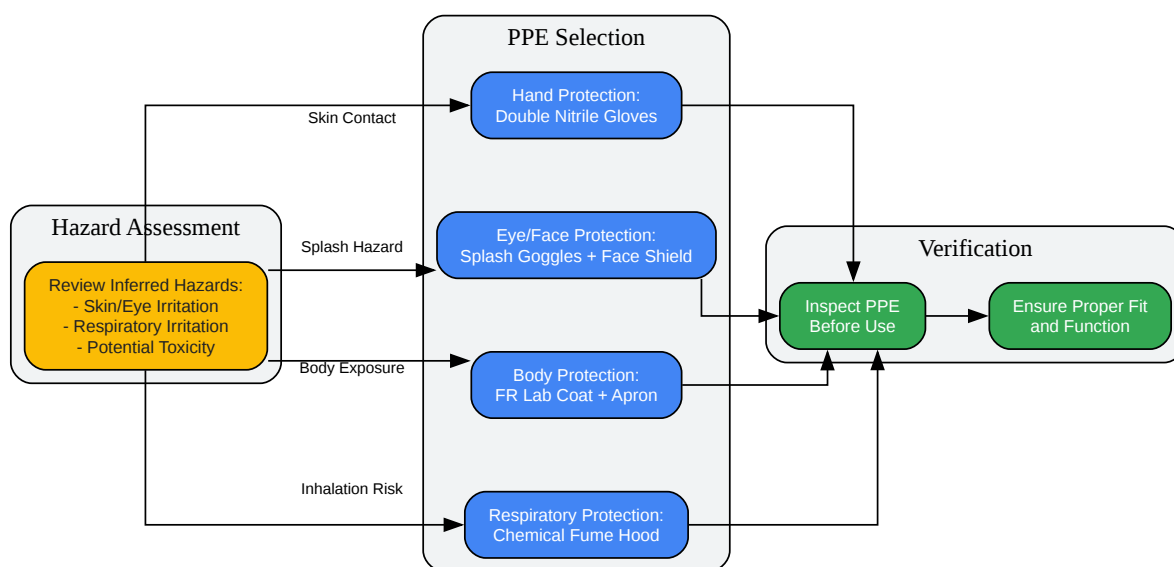 PPE Selection
Hand Protection:
Double Nitrile Gloves
Skin Contact
Hazard Assessment
Review Inferred Hazards:
- Skin/Eye Irritation
- Respiratory Irritation
- Potential Toxicity
Splash Hazard
Eye/Face Protection:
Splash Goggles + Face Shield
Body Exposure
Body Protection:
FR Lab Coat + Apron
Inhalation Risk
Respiratory Protection:
Chemical Fume Hood
Verification
Inspect PPE
Before Use
Ensure Proper Fit
and Function